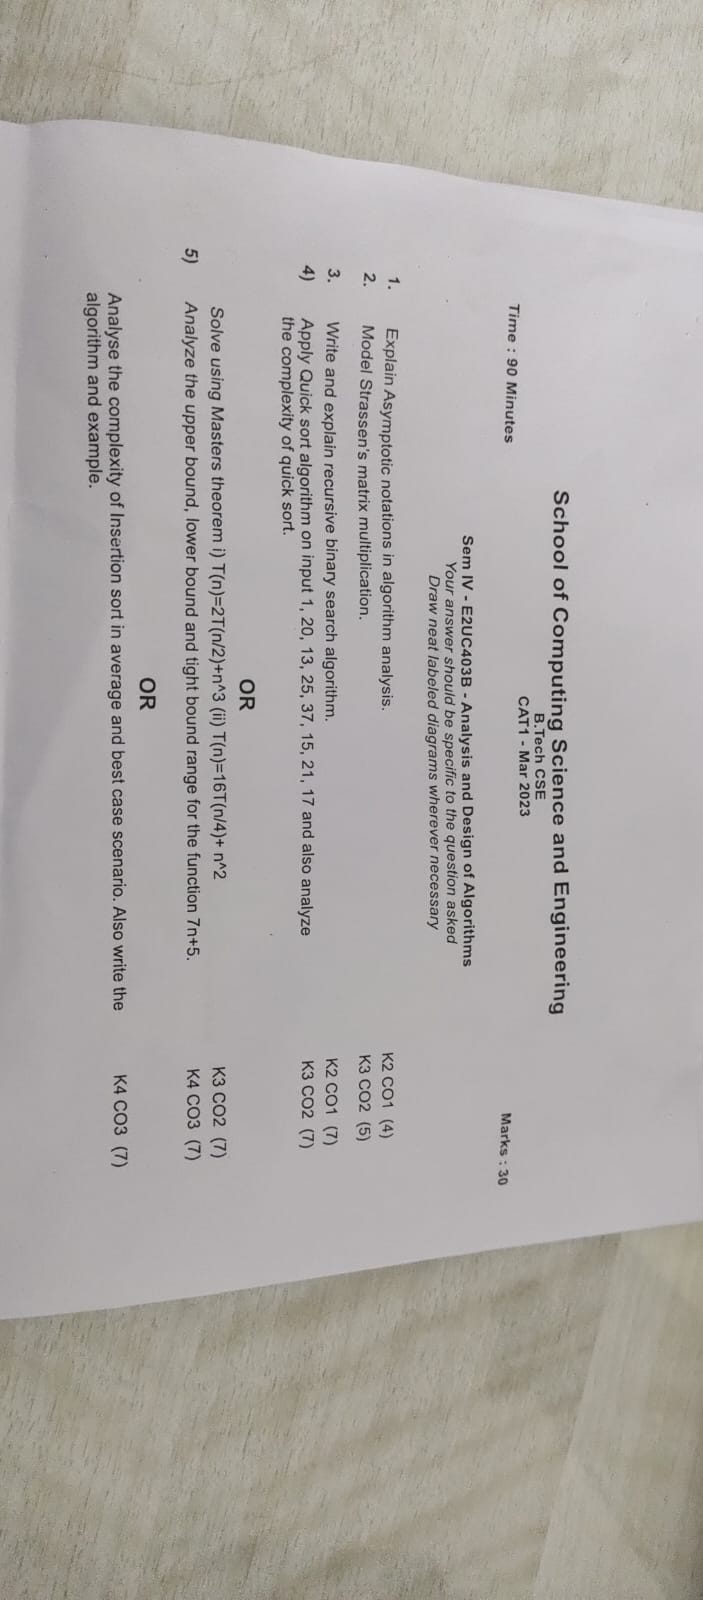 School of Computing Science and Engineering
B.Tech CSE
CAT1 - Mar 2023
Time : 90 Minutes Marks : 30
Sem IV - E2UC403B - Analysis and Design of Algorithms
Your answer should be specific to the question asked
Draw neat labeled diagrams wherever necessary
1. Explain Asymptotic notations in algorithm analysis. K2 CO1 (4)
2. Model Strassen's matrix multiplication. K3 CO2 (5)
3. Write and explain recursive binary search algorithm. K2 CO1 (7)
4) Apply Quick sort algorithm on input 1, 20, 13, 25, 37, 15, 21, 17 and also analyze K3 CO2 (7)
the complexity of quick sort.
OR
Solve using Masters theorem i) T(n)=2T(n/2)+n^3 (ii) T(n)=16T(n/4)+ n^2 K3 CO2 (7)
5) Analyze the upper bound, lower bound and tight bound range for the function 7n+5. K4 CO3 (7)
OR
Analyse the complexity of Insertion sort in average and best case scenario. Also write the K4 CO3 (7)
algorithm and example.